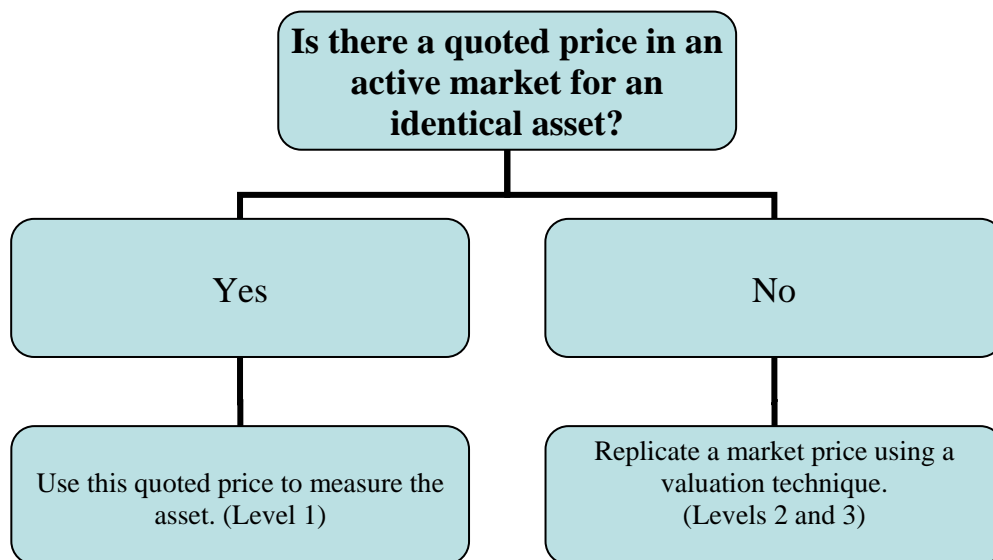 Is there a quoted price in an
active market for an
identical asset?
Yes
No
Use this quoted price to measure the
asset. (Level 1)
Replicate a market price using a
valuation technique.
(Levels 2 and 3)